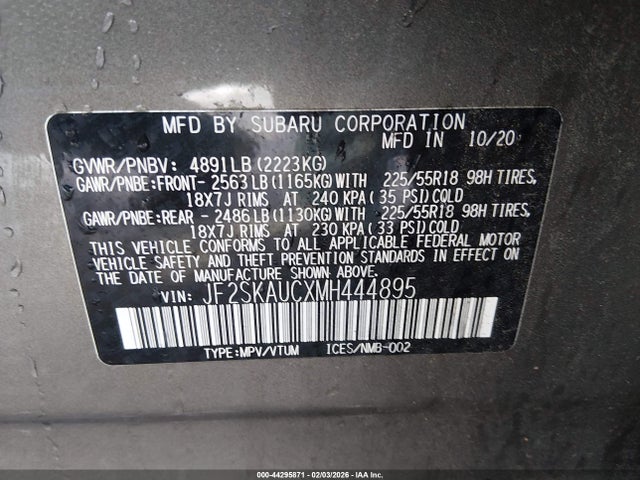 MFD BY SUBARU CORPORATION
MFD IN 10/20
GVWR/PNBV: 4891LB(2223KG)
GAWR/PNBE:FRONT- 2563LB(1165KG)WITH 225/55R18 98H TIRES,
18X7J RIMS AT 240 KPA(35 PSI)COLD
GAWR/PNBE:REAR - 2486LB(1130KG)WITH 225/55R18 98H TIRES,
18X7J RIMS AT 230 KPA(33 PSI)COLD
THIS VEHICLE CONFORMS TO ALL APPLICABLE FEDERAL MOTOR
VEHICLE SAFETY AND THEFT PREVENTION STANDARDS IN EFFECT ON
THE DATE OF MANUFACTURE SHOWN ABOVE.
VIN: JF2SKAUCXMH444895
TYPE:MPV/VTUM ICES/NMB-002
000-44295871 | 02/03/2026 | IAA Inc.